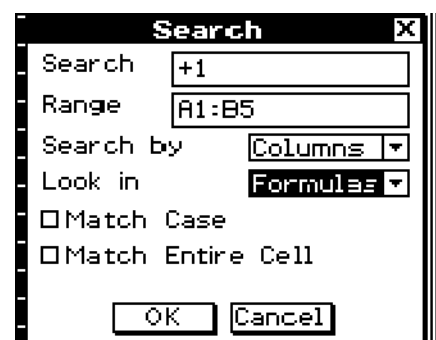 Search X
Search +1
Range A1:B5
Search by Columns
Look in Formulas
Match Case
Match Entire Cell
OK Cancel